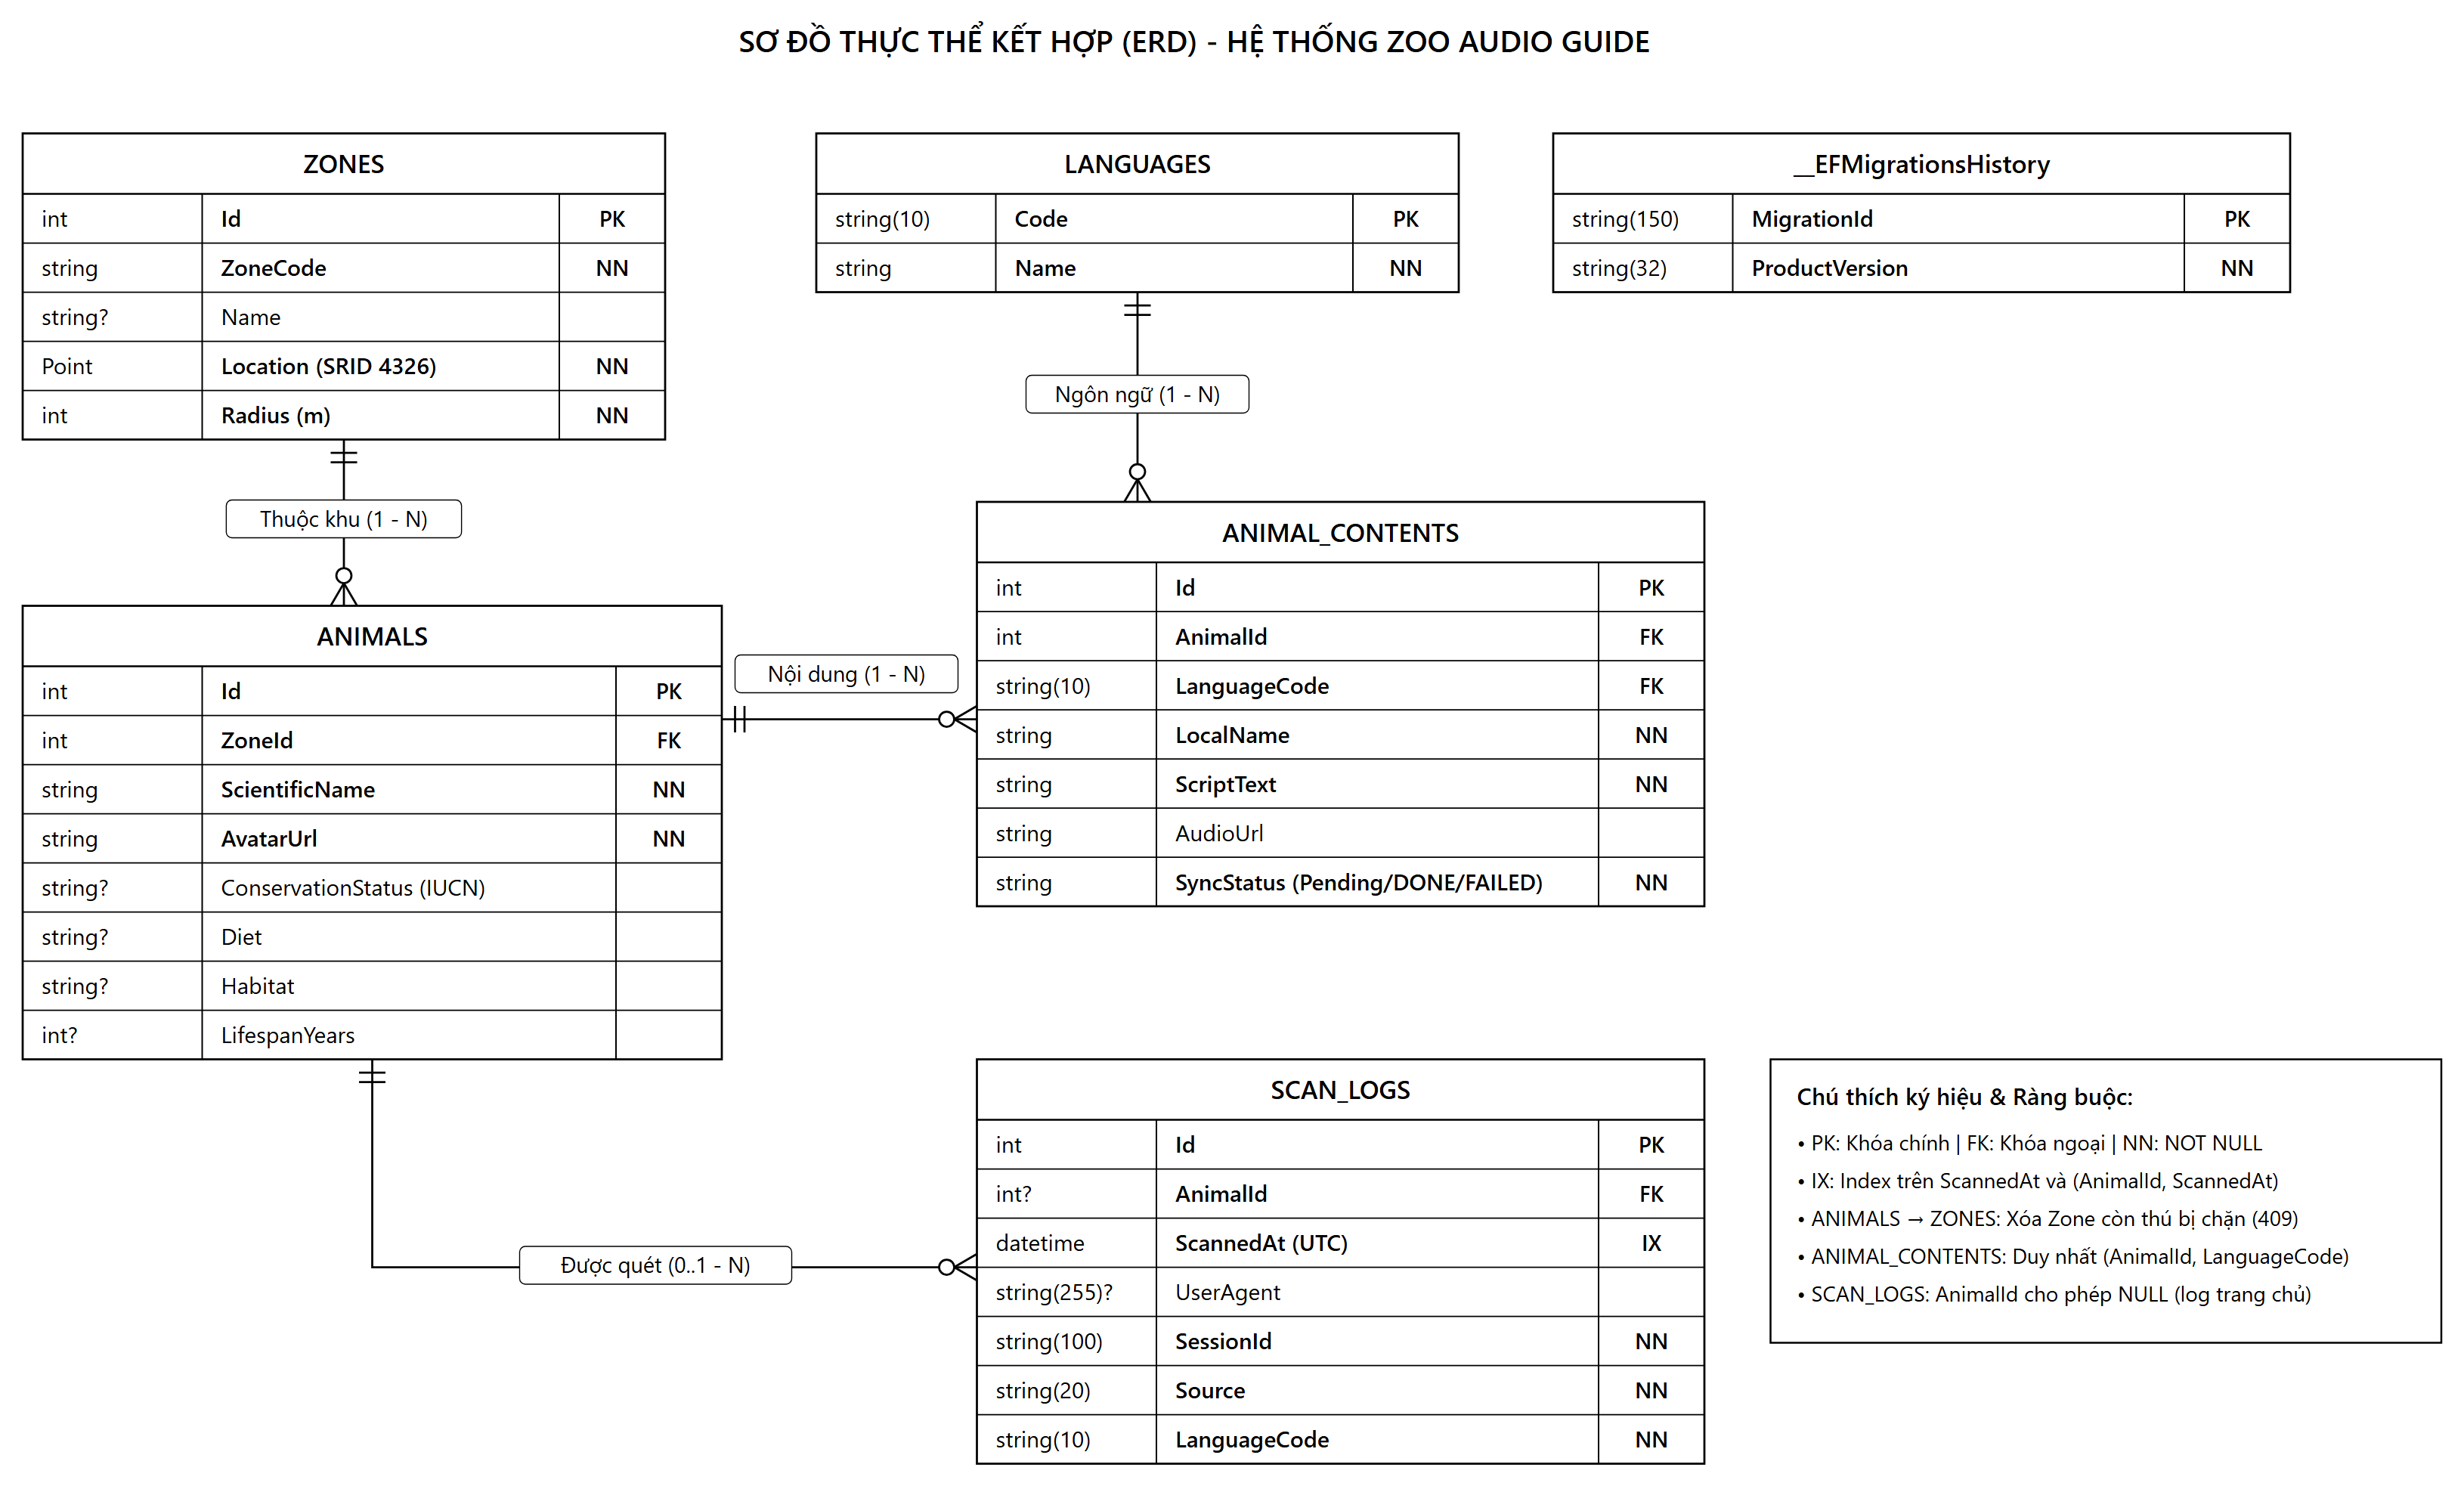 SƠ ĐỒ THỰC THỂ KẾT HỢP (ERD) - HỆ THỐNG ZOO AUDIO GUIDE
ZONES
int Id PK
string ZoneCode NN
string? Name
Point Location (SRID 4326) NN
int Radius (m) NN
LANGUAGES
string(10) Code PK
string Name NN
__EFMigrationsHistory
string(150) MigrationId PK
string(32) ProductVersion NN
Ngôn ngữ (1 - N)
Thuộc khu (1 - N)
ANIMALS
int Id PK
int ZoneId FK
string ScientificName NN
string AvatarUrl NN
string? ConservationStatus (IUCN)
string? Diet
string? Habitat
int? LifespanYears
Nội dung (1 - N)
ANIMAL_CONTENTS
int Id PK
int AnimalId FK
string(10) LanguageCode FK
string LocalName NN
string ScriptText NN
string AudioUrl
string SyncStatus (Pending/DONE/FAILED) NN
Được quét (0..1 - N)
SCAN_LOGS
int Id PK
int? AnimalId FK
datetime ScannedAt (UTC) IX
string(255)? UserAgent
string(100) SessionId NN
string(20) Source NN
string(10) LanguageCode NN
Chú thích ký hiệu & Ràng buộc:
• PK: Khóa chính | FK: Khóa ngoại | NN: NOT NULL
• IX: Index trên ScannedAt và (AnimalId, ScannedAt)
• ANIMALS → ZONES: Xóa Zone còn thú bị chặn (409)
• ANIMAL_CONTENTS: Duy nhất (AnimalId, LanguageCode)
• SCAN_LOGS: AnimalId cho phép NULL (log trang chủ)